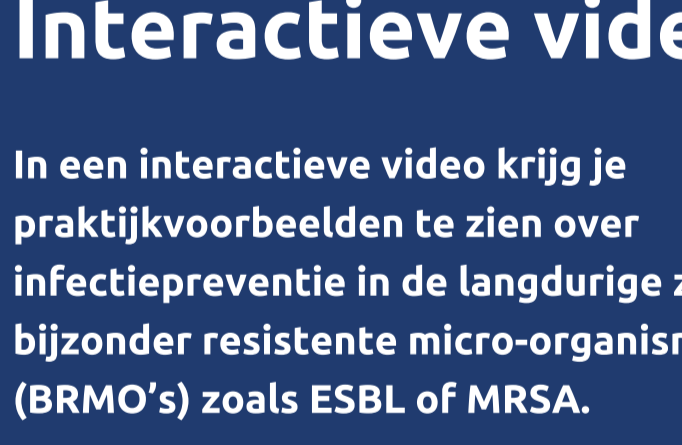 Interactieve vide
In een interactieve video krijg je
praktijkvoorbeelden te zien over
infectiepreventie in de langdurige z
bijzonder resistente micro-organis
(BRMO’s) zoals ESBL of MRSA.